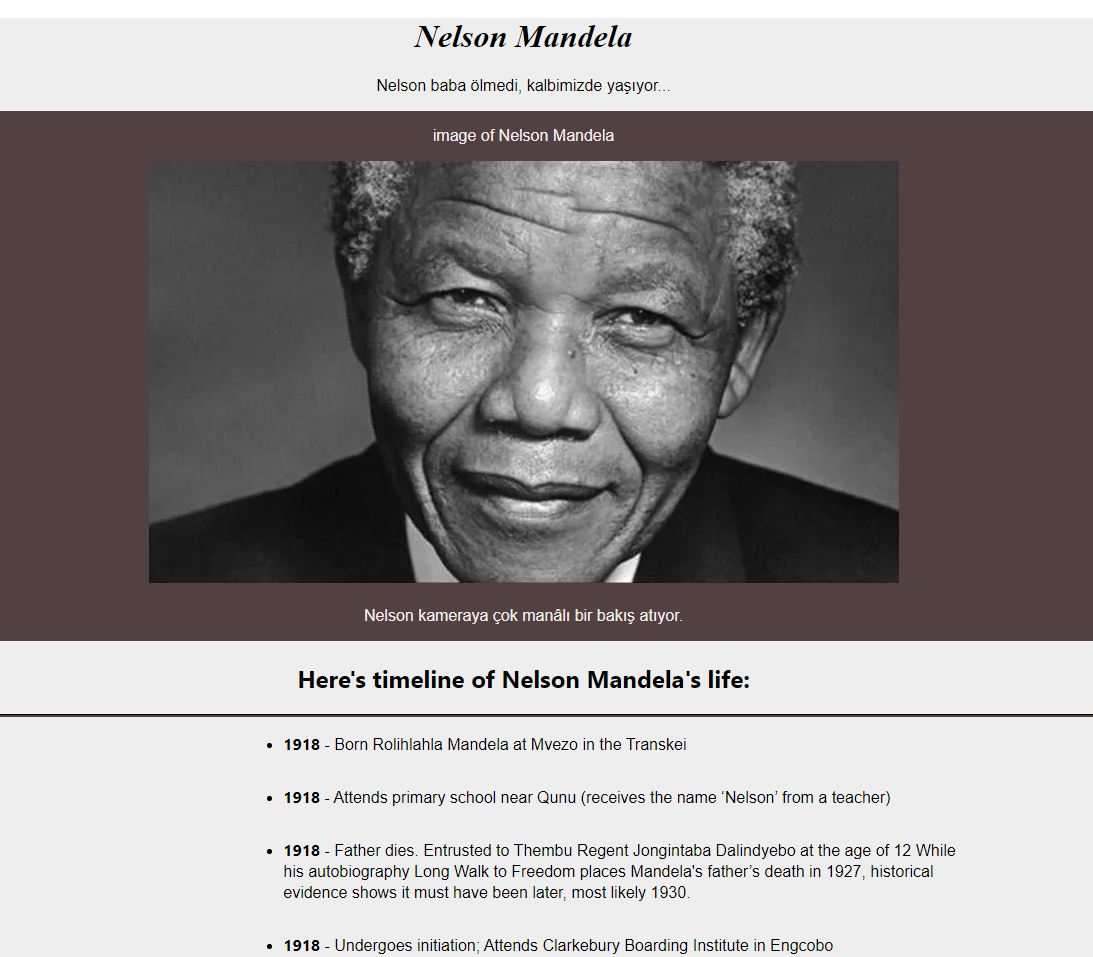 Nelson Mandela
Nelson baba ölmedi, kalbimizde yaşıyor...
image of Nelson Mandela
Nelson kameraya çok manâlı bir bakış atıyor.
Here's timeline of Nelson Mandela's life:
• 1918 - Born Rolihlahla Mandela at Mvezo in the Transkei
• 1918 - Attends primary school near Qunu (receives the name ‘Nelson’ from a teacher)
• 1918 - Father dies. Entrusted to Thembu Regent Jongintaba Dalindyebo at the age of 12 While
his autobiography Long Walk to Freedom places Mandela's father’s death in 1927, historical
evidence shows it must have been later, most likely 1930.
• 1918 - Undergoes initiation; Attends Clarkebury Boarding Institute in Engcobo